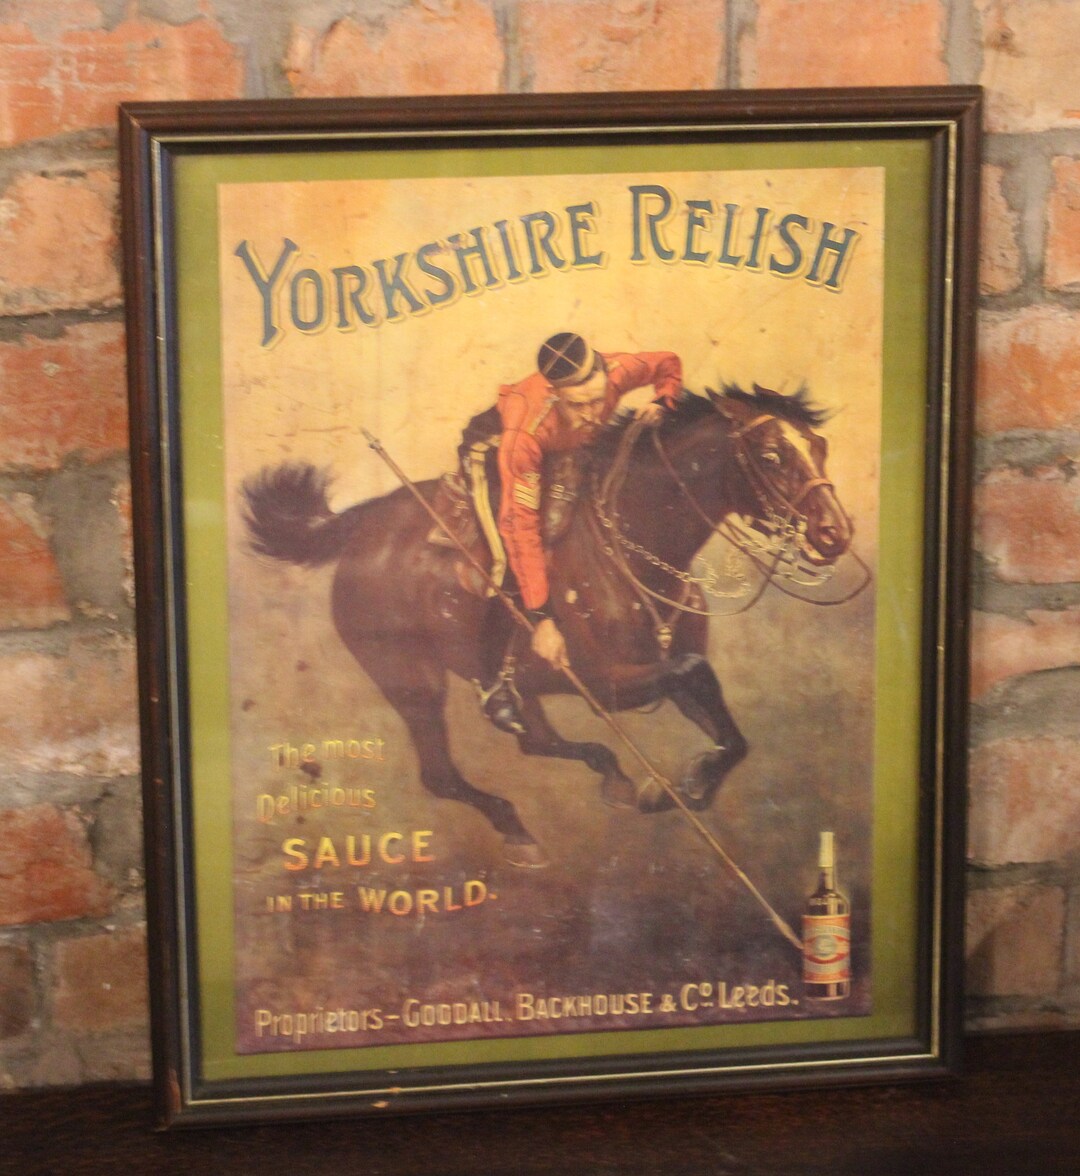 YORKSHIRE RELISH
The most
Delicious
SAUCE
IN THE WORLD.
Proprietors–GOODALL. BACKHOUSE & Co. Leeds.